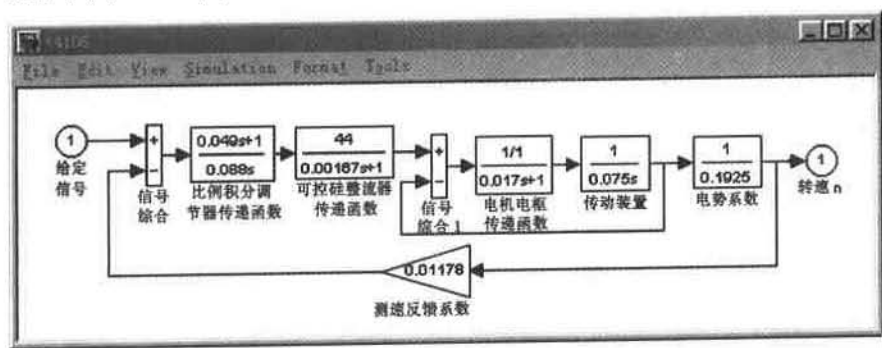 File Edit View Simulation Format Tools
1
给定
信号
+
−
信号
综合
0.049s+1
0.088s
比例积分调
节器传递函数
44
0.00167s+1
可控硅整流器
传递函数
+
−
信号
综合1
1/1
0.017s+1
电机电枢
传递函数
1
0.075s
传动装置
1
0.1925
电势系数
1
转速n
0.01178
测速反馈系数